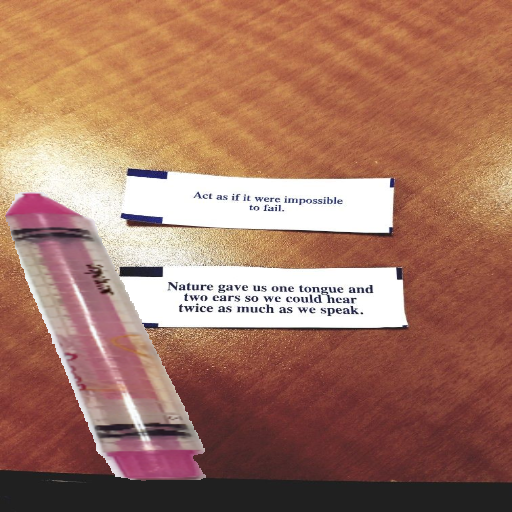 Act as if it were impossible
to fail.
Nature gave us one tongue and
two ears so we could hear
twice as much as we speak.